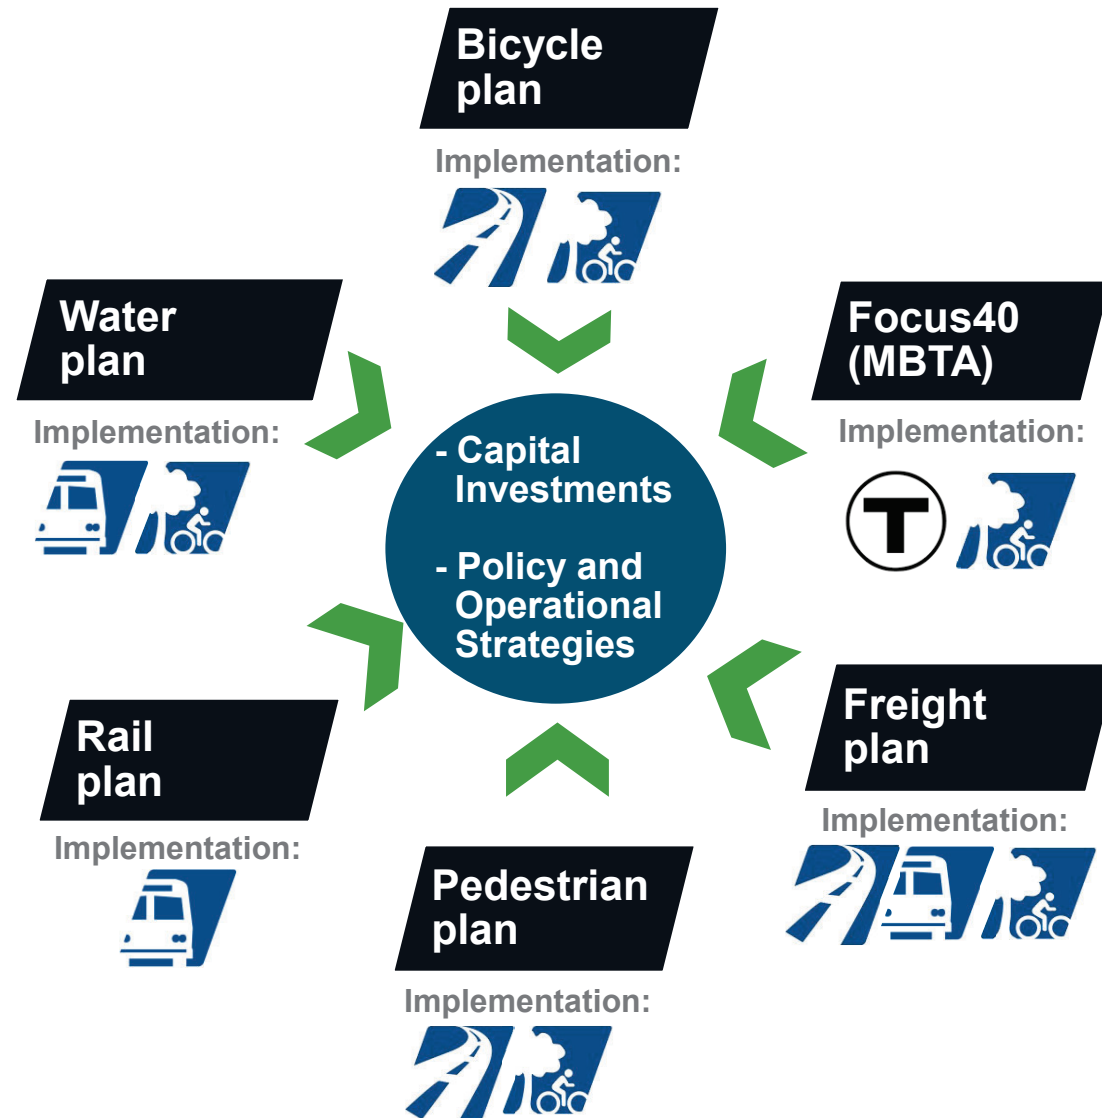 Bicycle
plan
Implementation:
Water
plan
Implementation:
Focus40
(MBTA)
Implementation:
T
- Capital
Investments
- Policy and
Operational
Strategies
Rail
plan
Implementation:
Freight
plan
Implementation:
Pedestrian
plan
Implementation: